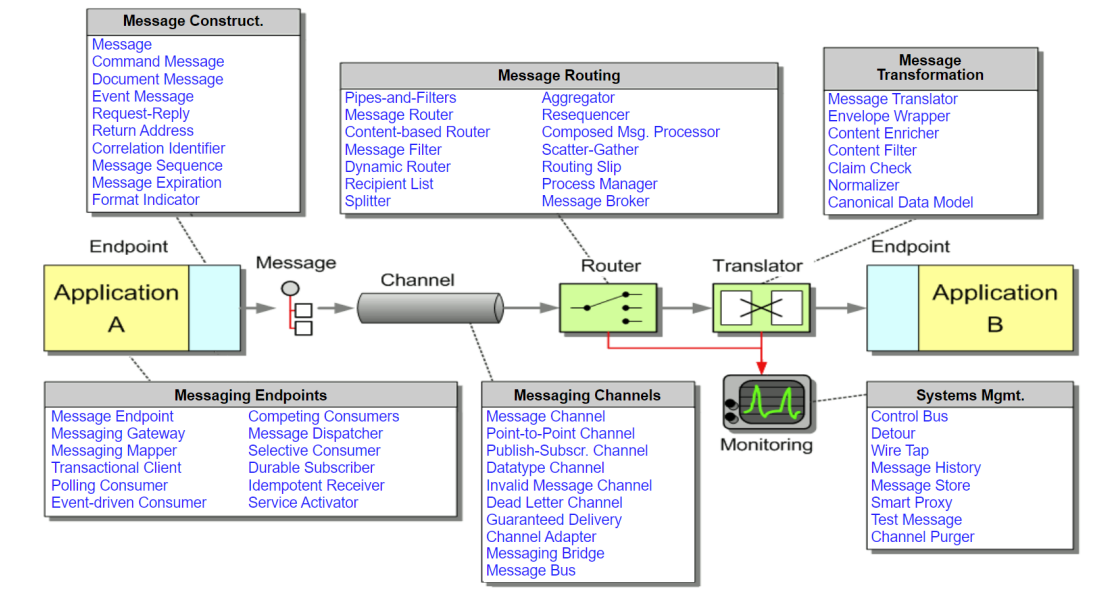 Message Construct.
Message
Command Message
Document Message
Event Message
Request-Reply
Return Address
Correlation Identifier
Message Sequence
Message Expiration
Format Indicator
Message Routing
Pipes-and-Filters
Message Router
Content-based Router
Message Filter
Dynamic Router
Recipient List
Splitter
Aggregator
Resequencer
Composed Msg. Processor
Scatter-Gather
Routing Slip
Process Manager
Message Broker
Message
Transformation
Message Translator
Envelope Wrapper
Content Enricher
Content Filter
Claim Check
Normalizer
Canonical Data Model
Endpoint
Application
A
Message
Channel
Router
Translator
Endpoint
Application
B
Messaging Endpoints
Message Endpoint
Messaging Gateway
Messaging Mapper
Transactional Client
Polling Consumer
Event-driven Consumer
Competing Consumers
Message Dispatcher
Selective Consumer
Durable Subscriber
Idempotent Receiver
Service Activator
Messaging Channels
Message Channel
Point-to-Point Channel
Publish-Subscr. Channel
Datatype Channel
Invalid Message Channel
Dead Letter Channel
Guaranteed Delivery
Channel Adapter
Messaging Bridge
Message Bus
Monitoring
Systems Mgmt.
Control Bus
Detour
Wire Tap
Message History
Message Store
Smart Proxy
Test Message
Channel Purger